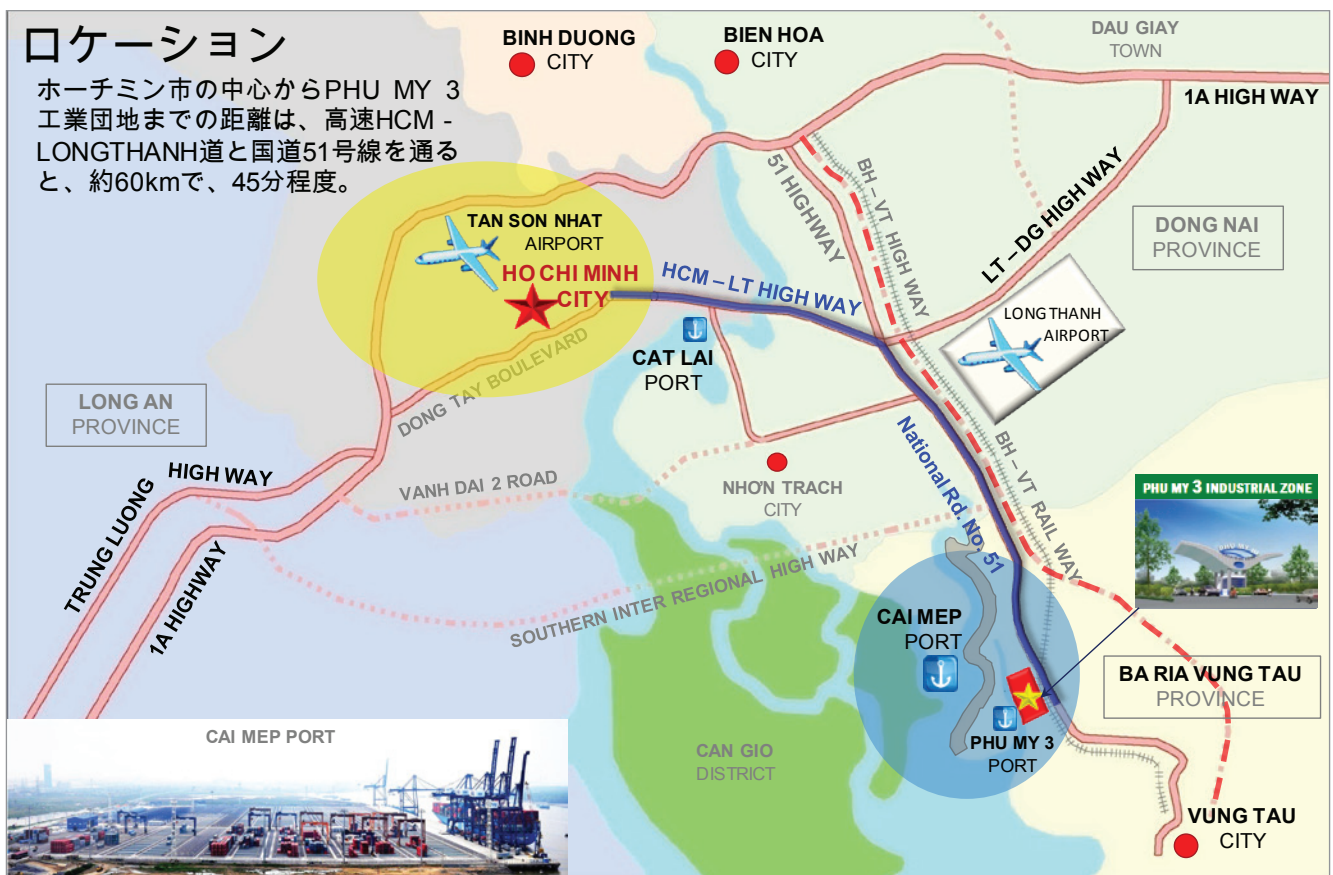 ロケーション
ホーチミン市の中心からPHU MY 3
工業団地までの距離は、高速HCM -
LONGTHANH道と国道51号線を通る
と、約60kmで、45分程度。
BINH DUONG
CITY
BIEN HOA
CITY
DAU GIAY
TOWN
1A HIGH WAY
51 HIGHWAY
BH – VT HIGH WAY
LT – DG HIGH WAY
DONG NAI
PROVINCE
TAN SON NHAT
AIRPORT
HO CHI MINH
CITY
HCM – LT HIGH WAY
LONG THANH
AIRPORT
CAT LAI
PORT
DONG TAY BOULEVARD
LONG AN
PROVINCE
National Rd. No. 51
BH – VT RAIL WAY
TRUNG LUONG HIGH WAY
VANH DAI 2 ROAD
NHƠN TRACH
CITY
PHU MY 3 INDUSTRIAL ZONE
1A HIGHWAY
SOUTHERN INTER REGIONAL HIGH WAY
CAI MEP
PORT
BA RIA VUNG TAU
PROVINCE
PHU MY 3
PORT
CAI MEP PORT
CAN GIO
DISTRICT
VUNG TAU
CITY